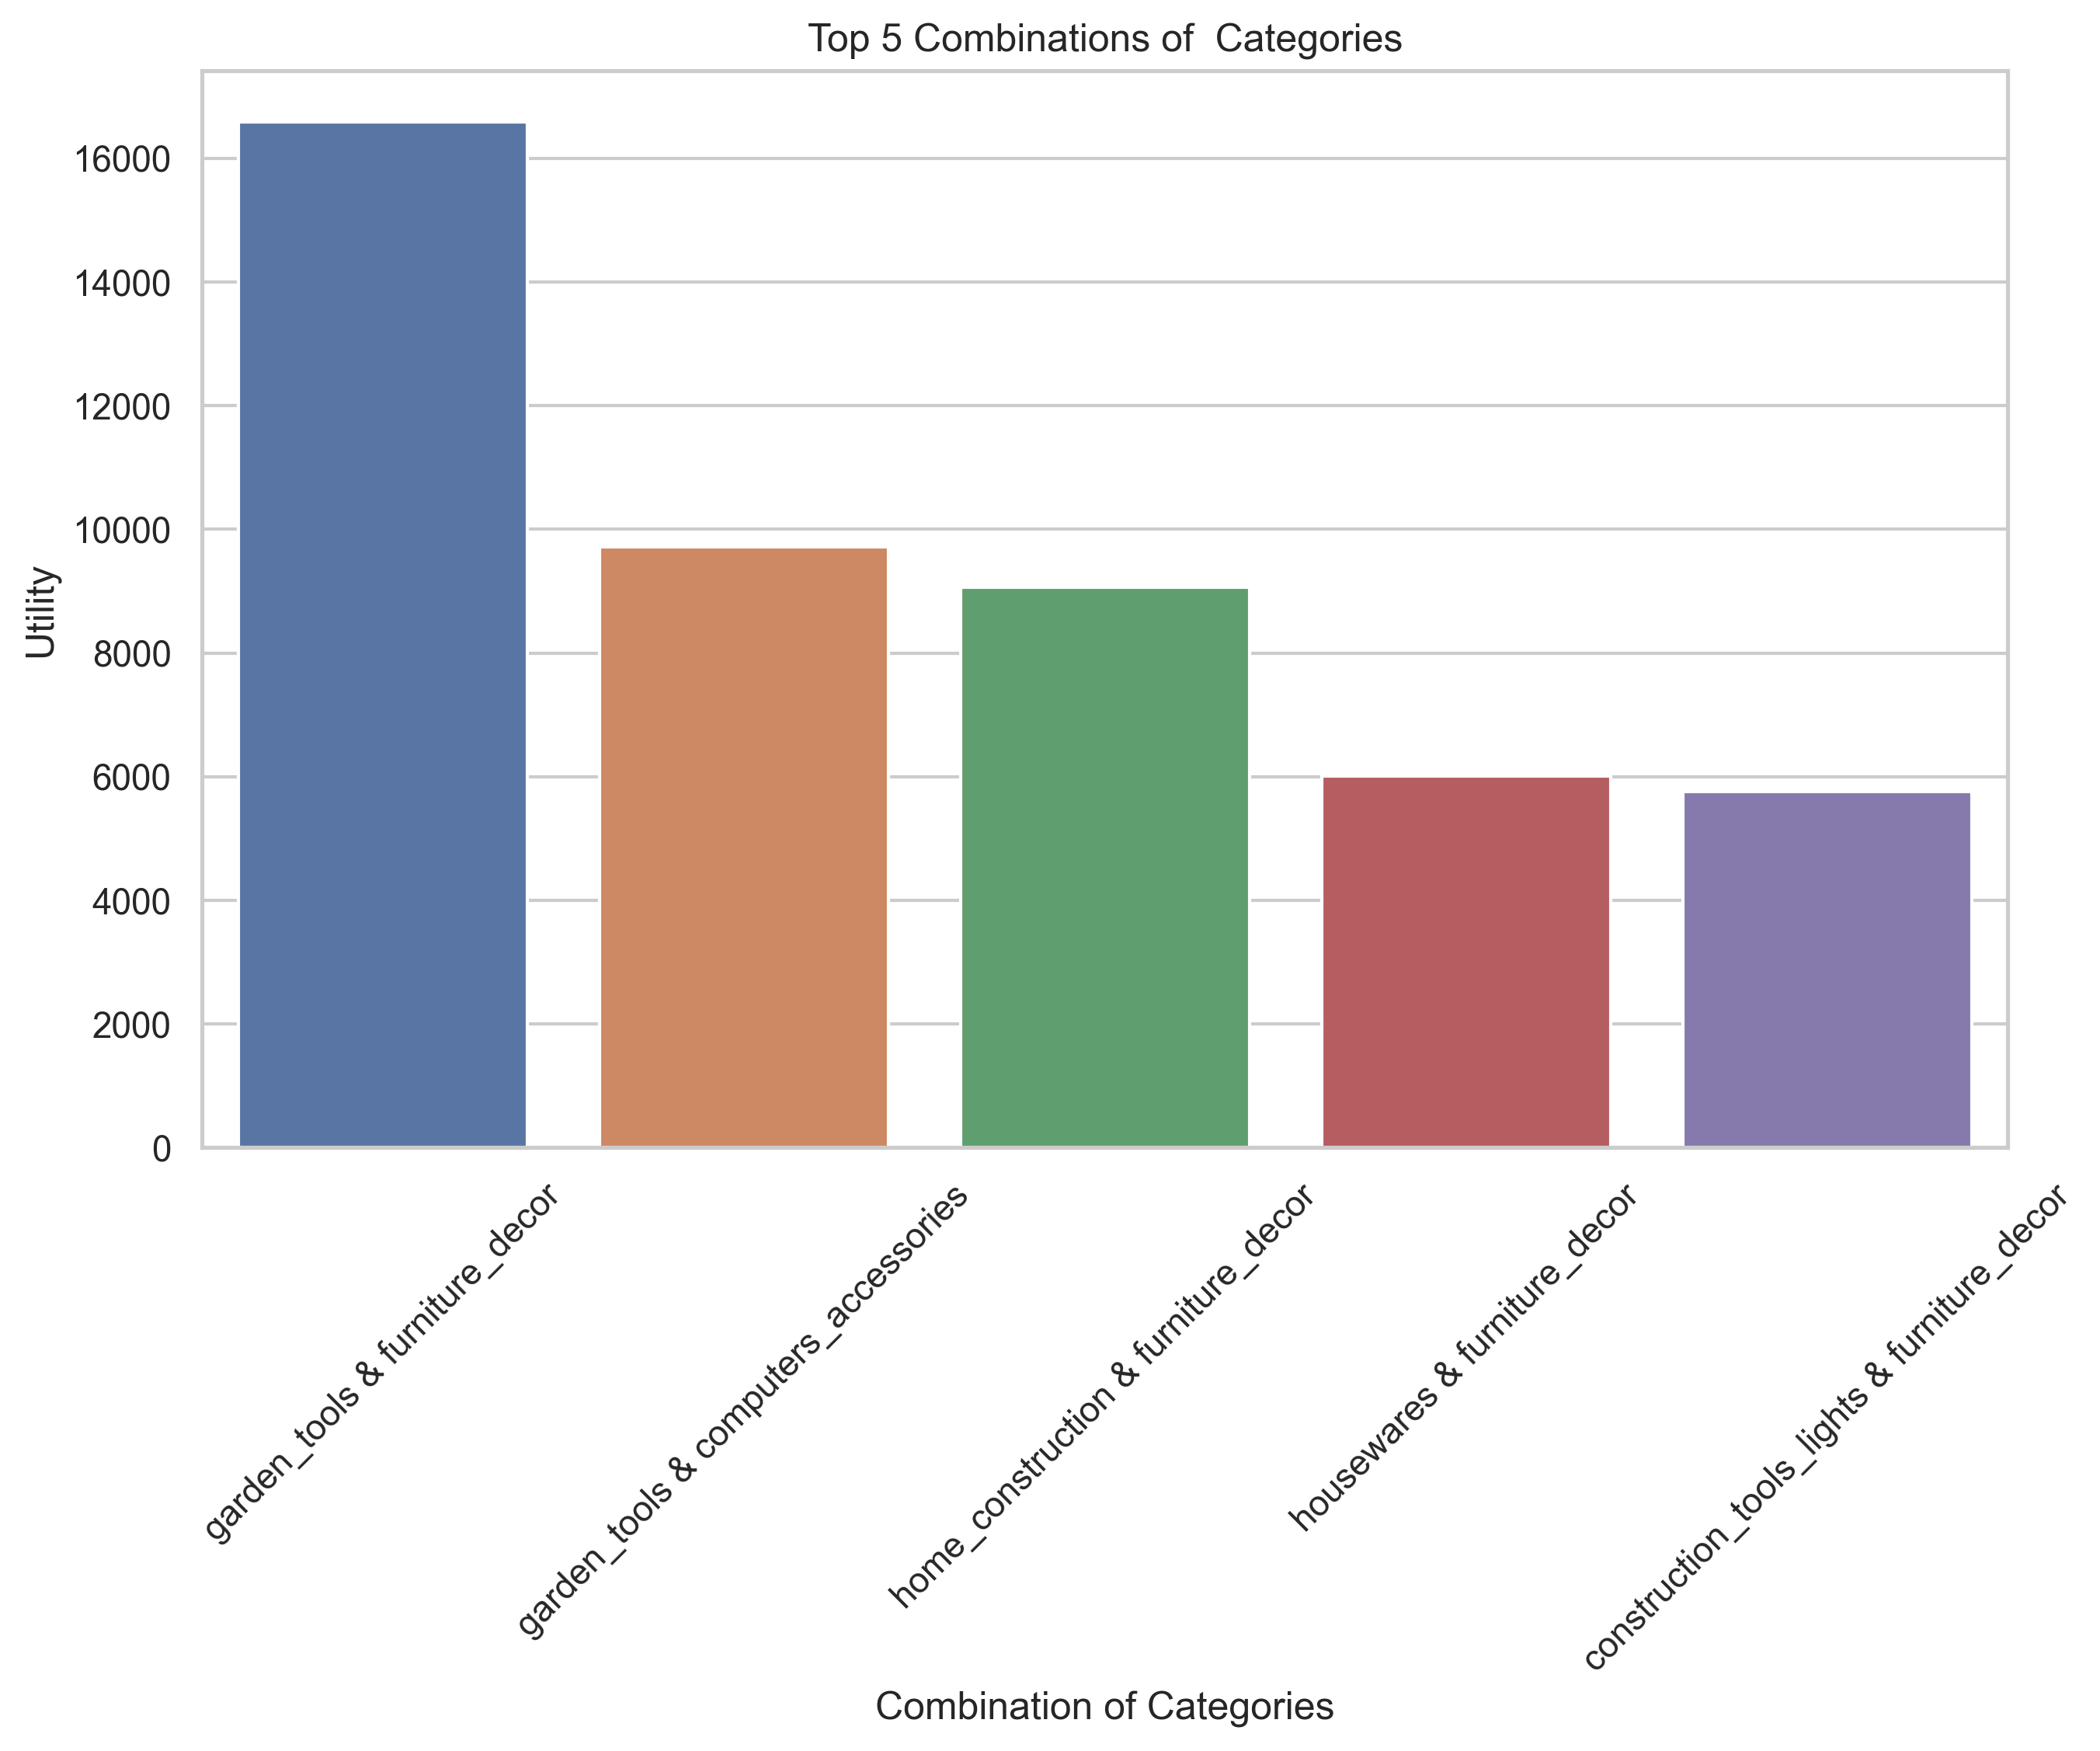 Top 5 Combinations of  Categories
Utility
16000
14000
12000
10000
8000
6000
4000
2000
0
garden_tools & furniture_decor
garden_tools & computers_accessories
home_construction & furniture_decor
housewares & furniture_decor
construction_tools_lights & furniture_decor
Combination of Categories